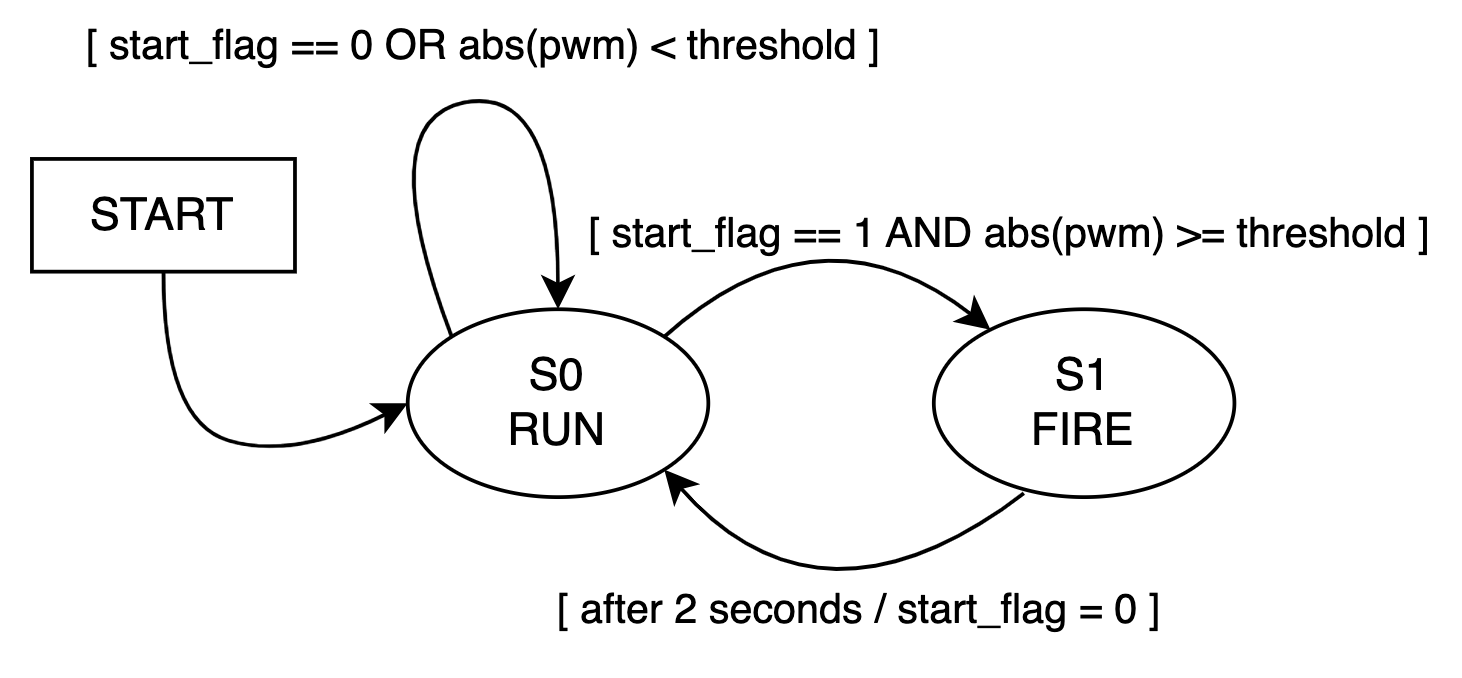 [ start_flag == 0 OR abs(pwm) < threshold ]
START
[ start_flag == 1 AND abs(pwm) >= threshold ]
S0
RUN
S1
FIRE
[ after 2 seconds / start_flag = 0 ]